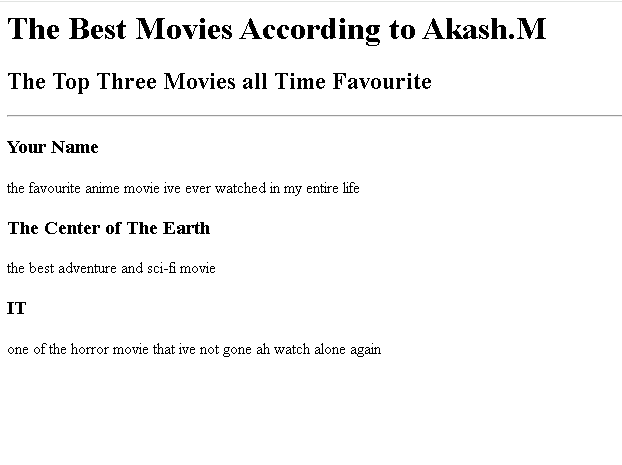 The Best Movies According to Akash.M
The Top Three Movies all Time Favourite
Your Name
the favourite anime movie ive ever watched in my entire life
The Center of The Earth
the best adventure and sci-fi movie
IT
one of the horror movie that ive not gone ah watch alone again